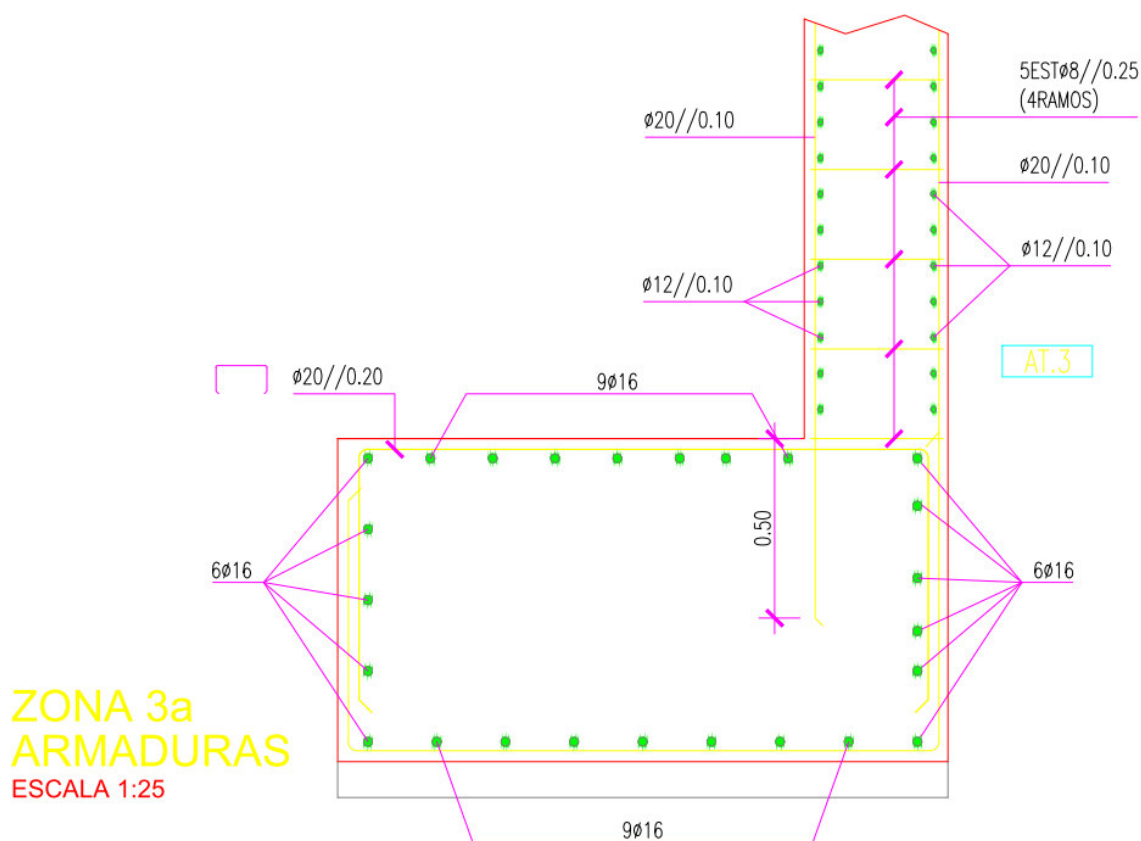 5ESTø8//0.25
(4RAMOS)
ø20//0.10
ø20//0.10
ø12//0.10
ø12//0.10
AT.3
ø20//0.20
9ø16
0.50
6ø16
6ø16
ZONA 3a
ARMADURAS
ESCALA 1:25
9ø16